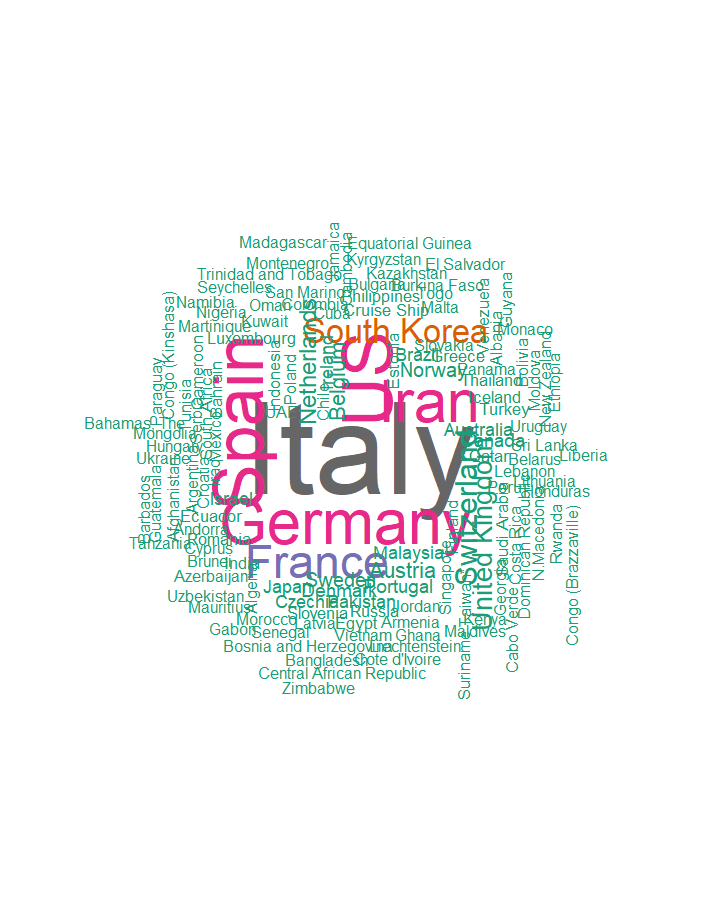 Madagascar
Equatorial Guinea
Jamaica
Montenegro
Kyrgyzstan
El Salvador
Trinidad and Tobago
Kazakhstan
Seychelles
San Marino
Bulgaria
Burkina Faso
Guyana
Philippines
Togo
Namibia
Oman
Colombia
Cuba
Cruise Ship
Malta
Venezuela
Nigeria
Kuwait
Martinique
South Korea
Monaco
Luxembourg
Netherlands
Ireland
Belgium
US
Estonia
Slovakia
Brazil
Greece
Albania
Norway
Panama
Thailand
Bolivia
Moldova
New Zealand
Ethiopia
Congo (Kinshasa)
Paraguay
Tunisia
Cameroon
Serbia
South Africa
Bahrain
Spain
Indonesia
Poland
Chile
UAE
Iran
Iceland
Turkey
Bahamas, The
Mongolia
Hungary
Ukraine
Argentina
Croatia
Mexico
Iraq
Italy
Australia
Canada
Qatar
Uruguay
Sri Lanka
Belarus
Liberia
Lebanon
Peru
Lithuania
Honduras
Barbados
Guatemala
Afghanistan
Israel
Ecuador
Andorra
Tanzania
Romania
Cyprus
Brunei
India
Germany
France
Switzerland
United Kingdom
Malaysia
Finland
Singapore
Saudi Arabia
Costa Rica
Dominican Republic
N.Macedonia
Rwanda
Congo (Brazzaville)
Azerbaijan
Algeria
Austria
Sweden
Japan
Denmark
Portugal
Uzbekistan
Czechia
Pakistan
Mauritius
Slovenia
Russia
Jordan
Taiwan*
Georgia
Cabo Verde
Morocco
Latvia
Egypt
Armenia
Kenya
Gabon
Senegal
Vietnam
Ghana
Maldives
Bosnia and Herzegovina
Liechtenstein
Suriname
Bangladesh
Cote d'Ivoire
Central African Republic
Zimbabwe